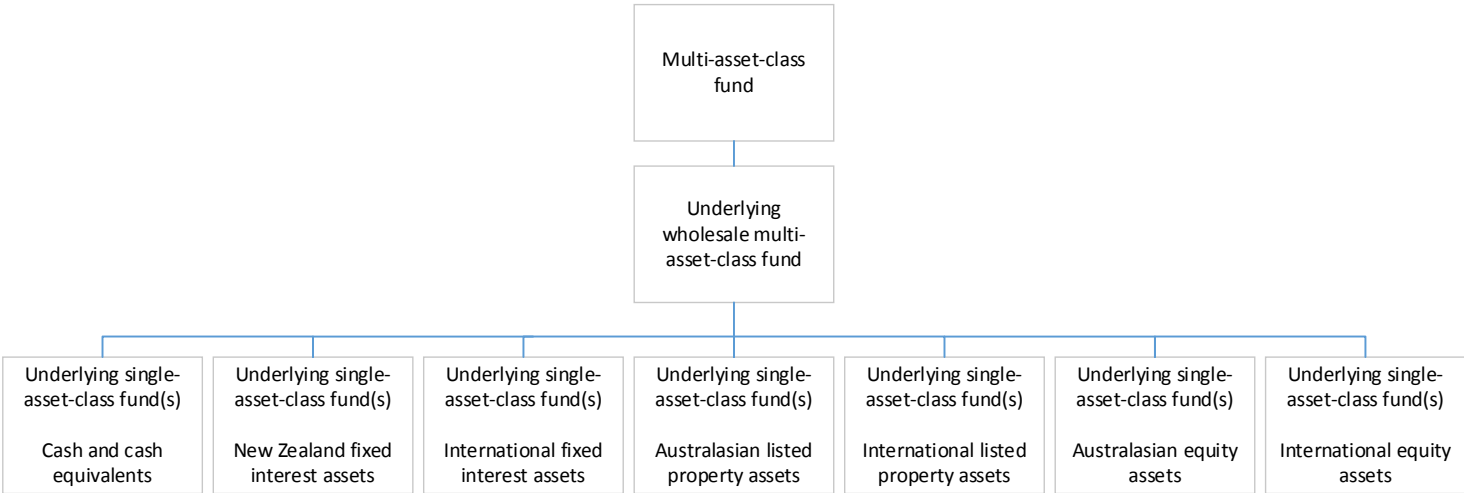 Multi-asset-class
fund
Underlying
wholesale multi-
asset-class fund
Underlying single-
asset-class fund(s)
Cash and cash
equivalents
Underlying single-
asset-class fund(s)
New Zealand fixed
interest assets
Underlying single-
asset-class fund(s)
International fixed
interest assets
Underlying single-
asset-class fund(s)
Australasian listed
property assets
Underlying single-
asset-class fund(s)
International listed
property assets
Underlying single-
asset-class fund(s)
Australasian equity
assets
Underlying single-
asset-class fund(s)
International equity
assets